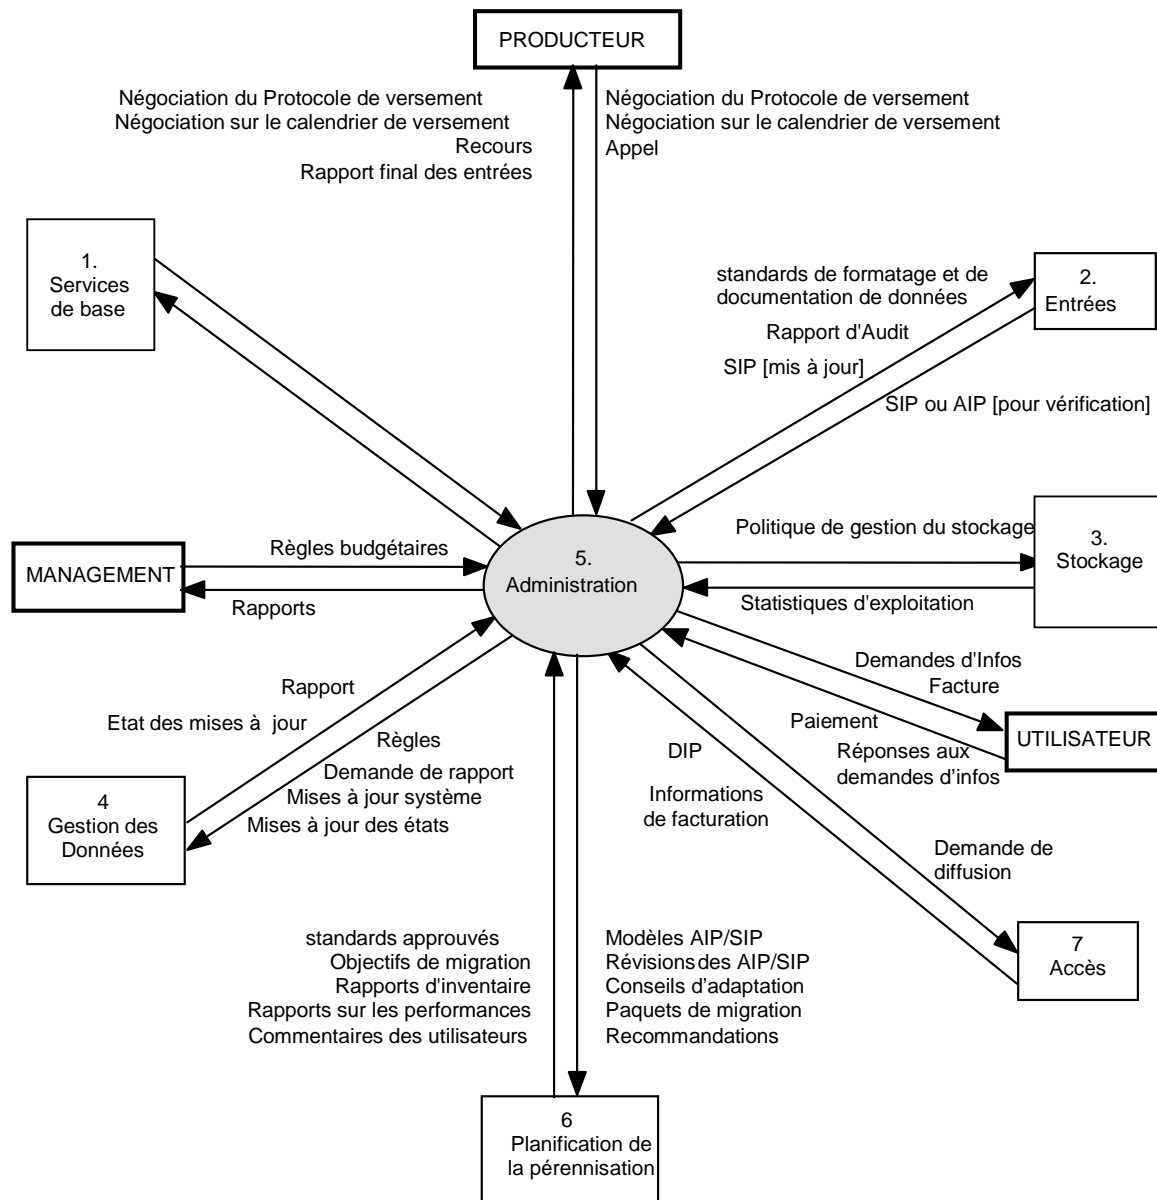 PRODUCTEUR
Négociation du Protocole de versement
Négociation sur le calendrier de versement
Recours
Rapport final des entrées
Négociation du Protocole de versement
Négociation sur le calendrier de versement
Appel
1.
Services
de base
standards de formatage et de
documentation de données
Rapport d'Audit
SIP [mis à jour]
2.
Entrées
SIP ou AIP [pour vérification]
Politique de gestion du stockage
3.
Stockage
Statistiques d'exploitation
5.
Administration
MANAGEMENT
Règles budgétaires
Rapports
Demandes d'Infos
Facture
UTILISATEUR
Paiement
Réponses aux
demandes d'infos
Rapport
Etat des mises à jour
Règles
Demande de rapport
Mises à jour système
Mises à jour des états
4
Gestion des
Données
DIP
Informations
de facturation
Demande de
diffusion
7
Accès
standards approuvés
Objectifs de migration
Rapports d'inventaire
Rapports sur les performances
Commentaires des utilisateurs
Modèles AIP/SIP
Révisions des AIP/SIP
Conseils d'adaptation
Paquets de migration
Recommandations
6
Planification de
la pérennisation